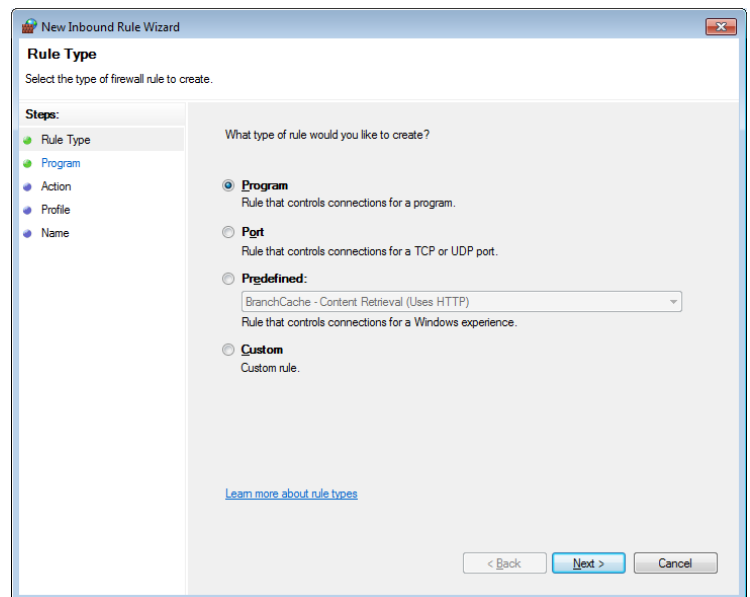 New Inbound Rule Wizard
Rule Type
Select the type of firewall rule to create.
Steps:
Rule Type
Program
Action
Profile
Name
What type of rule would you like to create?
Program
Rule that controls connections for a program.
Port
Rule that controls connections for a TCP or UDP port.
Predefined:
BranchCache - Content Retrieval (Uses HTTP)
Rule that controls connections for a Windows experience.
Custom
Custom rule.
Learn more about rule types
< Back
Next >
Cancel